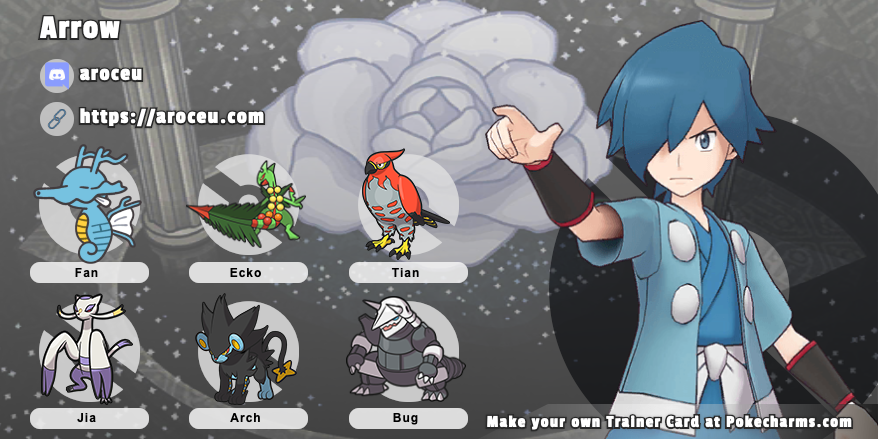 Arrow
aroceu
https://aroceu.com
Fan
Ecko
Tian
Jia
Arch
Bug
Make your own Trainer Card at Pokecharms.com